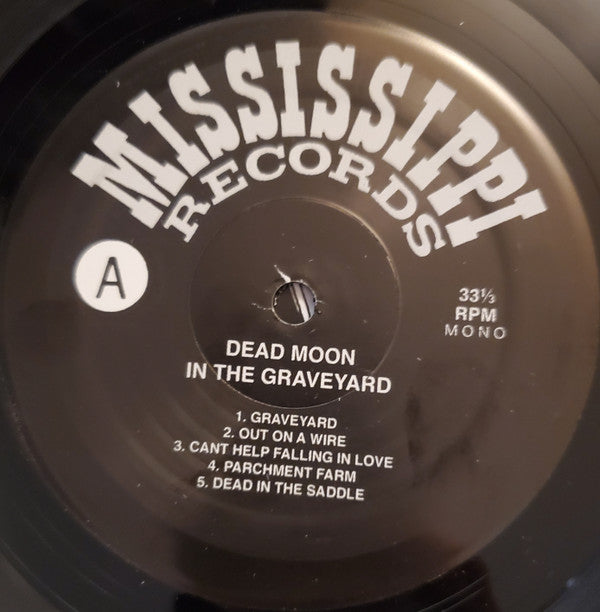 MISSISSIPPI
RECORDS
A
33⅓
RPM
MONO
DEAD MOON
IN THE GRAVEYARD
1. GRAVEYARD
2. OUT ON A WIRE
3. CANT HELP FALLING IN LOVE
4. PARCHMENT FARM
5. DEAD IN THE SADDLE